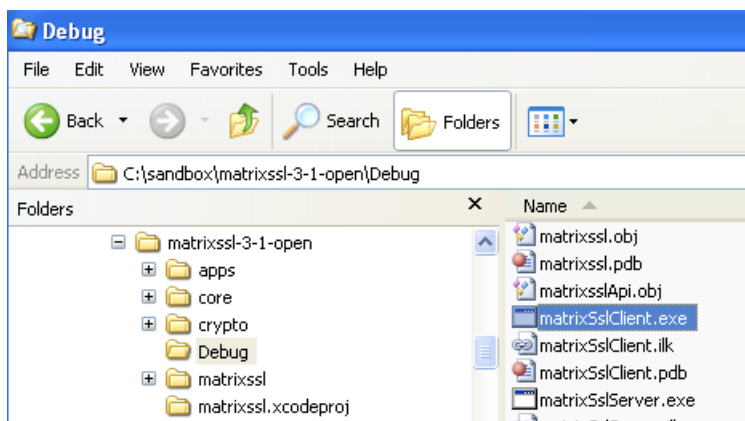 Debug
File Edit View Favorites Tools Help
Back Search Folders
Address C:\sandbox\matrixssl-3-1-open\Debug
Folders X
matrixssl-3-1-open
apps
core
crypto
Debug
matrixssl
matrixssl.xcodeproj
Name
matrixssl.obj
matrixssl.pdb
matrixsslApi.obj
matrixSslClient.exe
matrixSslClient.ilk
matrixSslClient.pdb
matrixSslServer.exe